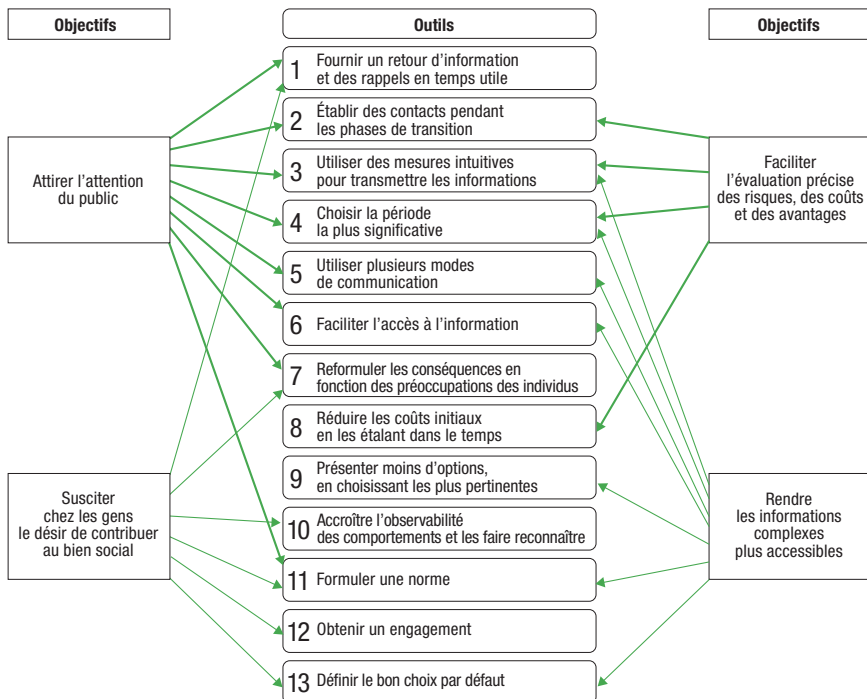 Objectifs
Outils
Objectifs
1 Fournir un retour d’information
et des rappels en temps utile
2 Établir des contacts pendant
les phases de transition
3 Utiliser des mesures intuitives
pour transmettre les informations
4 Choisir la période
la plus significative
5 Utiliser plusieurs modes
de communication
6 Faciliter l’accès à l’information
7 Reformuler les conséquences en
fonction des préoccupations des individus
8 Réduire les coûts initiaux
en les étalant dans le temps
9 Présenter moins d’options,
en choisissant les plus pertinentes
10 Accroître l’observabilité
des comportements et les faire reconnaître
11 Formuler une norme
12 Obtenir un engagement
13 Définir le bon choix par défaut
Attirer l’attention
du public
Susciter
chez les gens
le désir de contribuer
au bien social
Faciliter
l’évaluation précise
des risques, des coûts
et des avantages
Rendre
les informations
complexes
plus accessibles